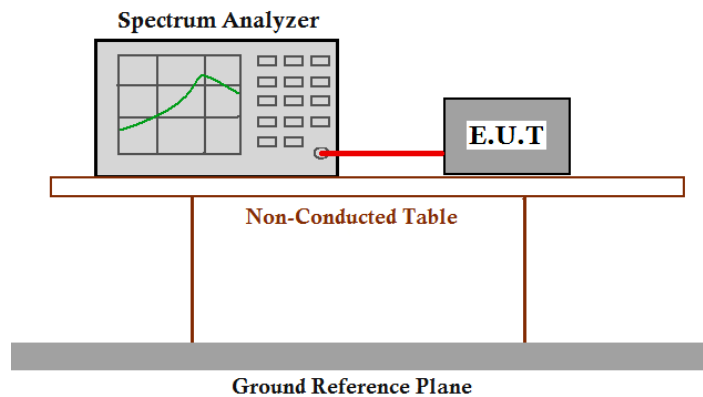 Spectrum Analyzer
E.U.T
Non-Conducted Table
Ground Reference Plane